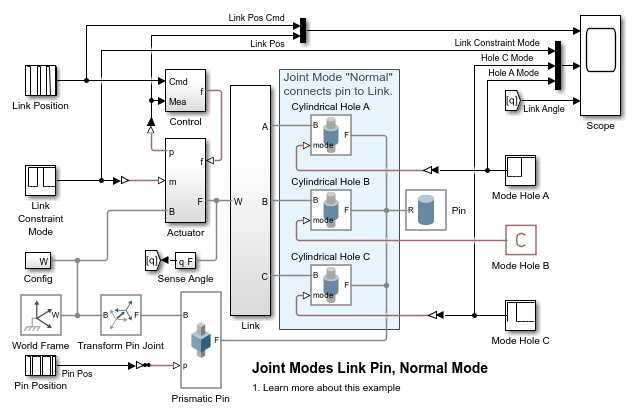 Link Pos Cmd
Link Pos
Link Constraint Mode
Hole C Mode
Hole A Mode
[q]
Link Angle
Scope
Link Position
Cmd
Mea
f
Control
Joint Mode "Normal"
connects pin to Link.
Cylindrical Hole A
B
F
mode
A
p
f
m
F
B
Actuator
Link
Constraint
Mode
W
B
C
Link
Cylindrical Hole B
B
F
mode
R
Pin
Mode Hole A
C
Mode Hole B
Cylindrical Hole C
B
F
mode
Mode Hole C
W
Config
[q]
q F
Sense Angle
W
World Frame
B
F
Transform Pin Joint
B
F
p
Prismatic Pin
Pin Position
Pin Pos
Joint Modes Link Pin, Normal Mode
1. Learn more about this example